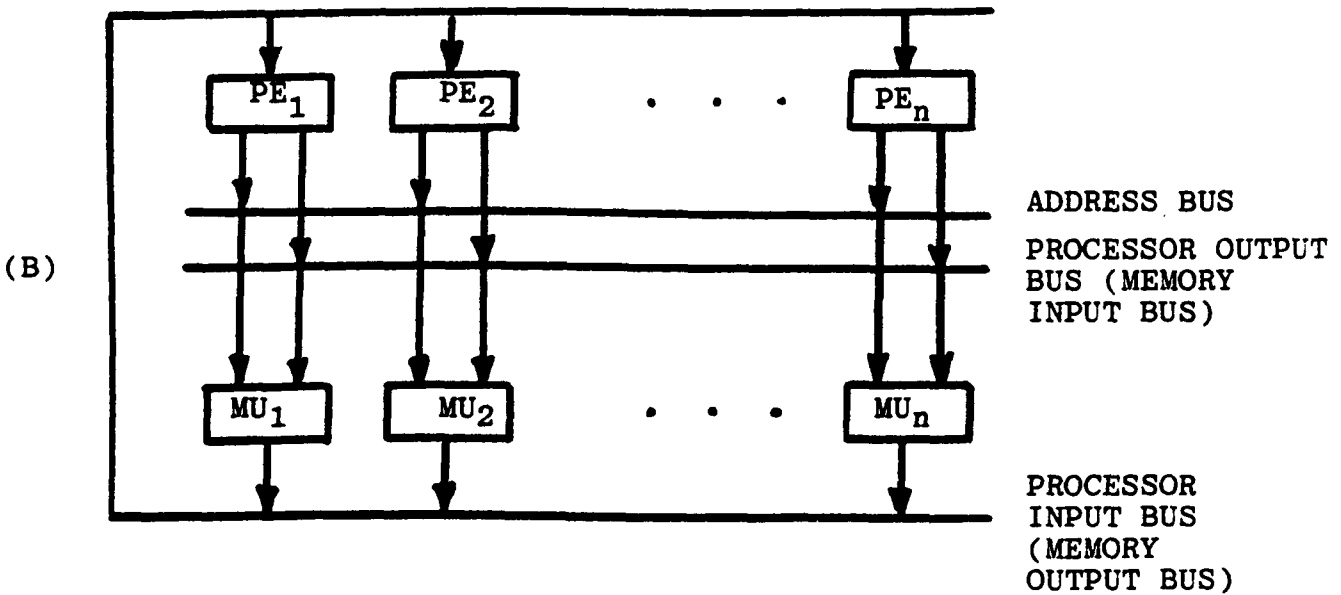 PE1 PE2 . . . PEn
ADDRESS BUS
(B)
PROCESSOR OUTPUT
BUS (MEMORY
INPUT BUS)
MU1 MU2 . . . MUn
PROCESSOR
INPUT BUS
(MEMORY
OUTPUT BUS)